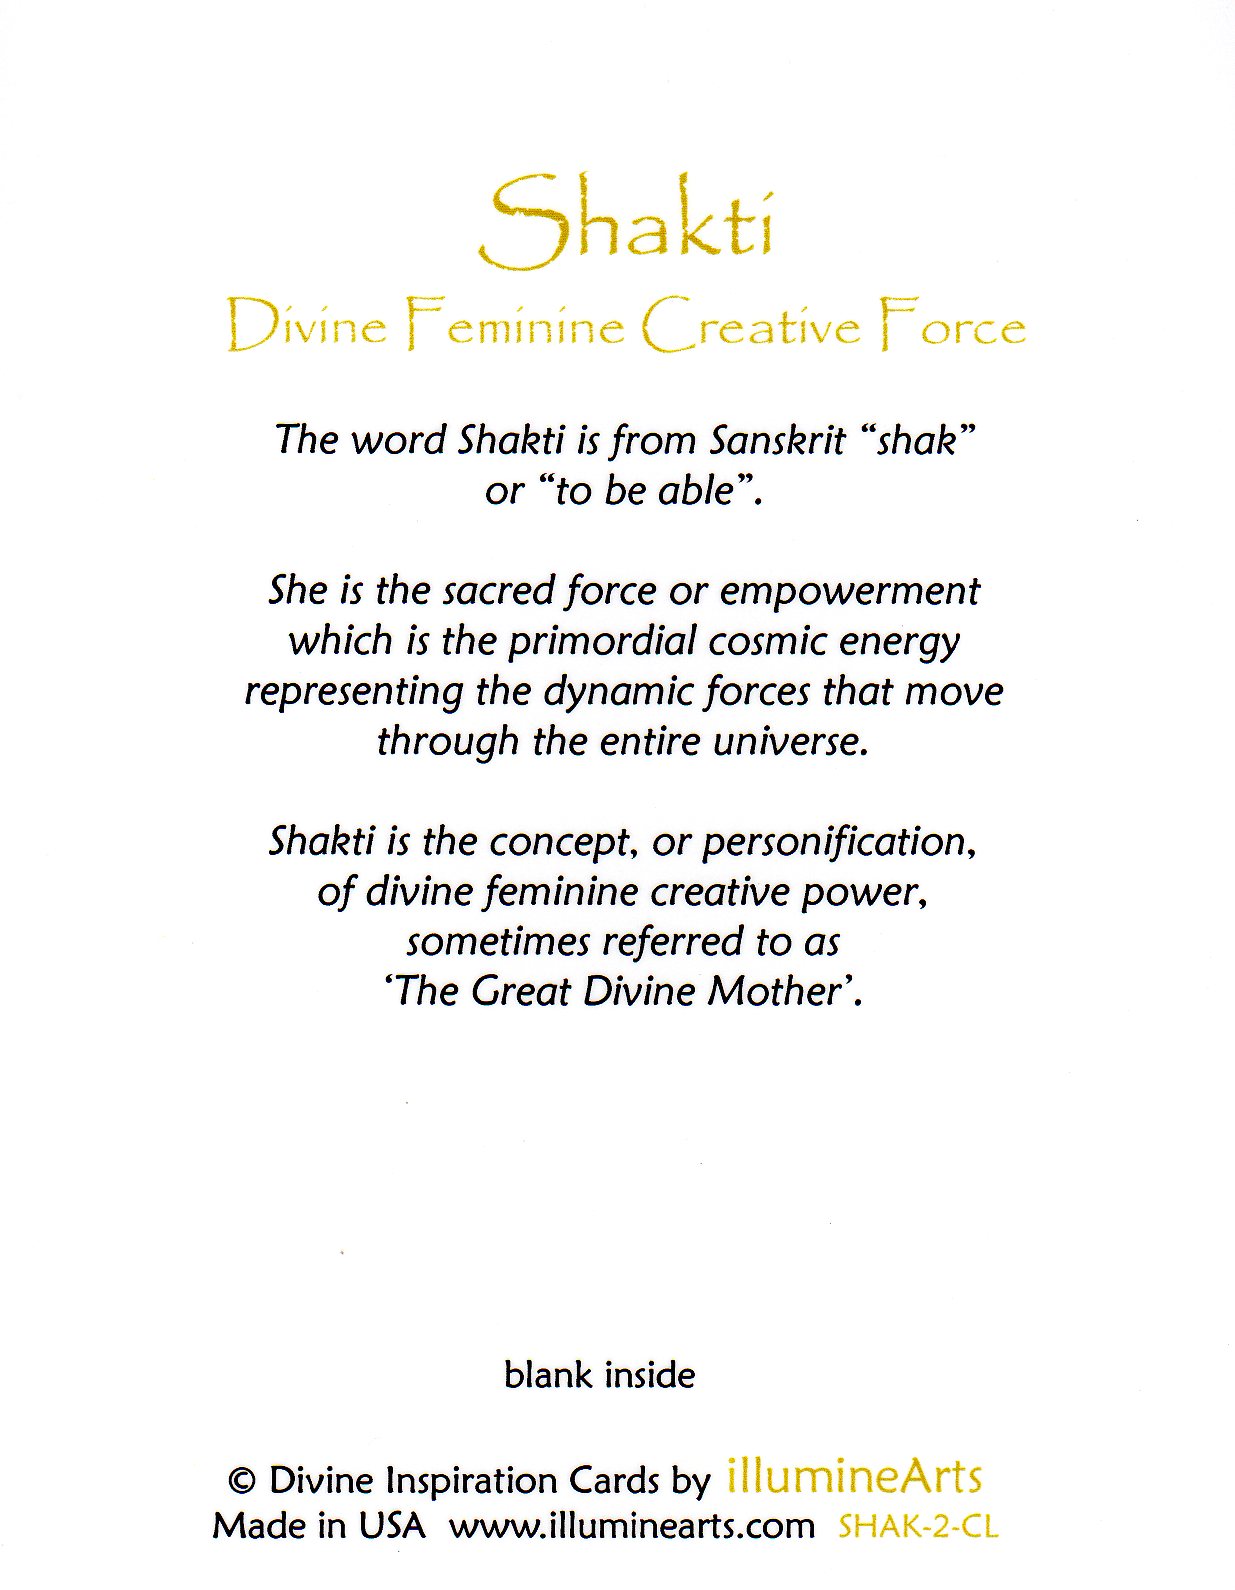 Shakti
Divine Feminine Creative Force
The word Shakti is from Sanskrit “shak”
or “to be able”.
She is the sacred force or empowerment
which is the primordial cosmic energy
representing the dynamic forces that move
through the entire universe.
Shakti is the concept, or personification,
of divine feminine creative power,
sometimes referred to as
‘The Great Divine Mother’.
blank inside
© Divine Inspiration Cards by illumineArts
Made in USA www.illuminearts.com SHAK-2-CL